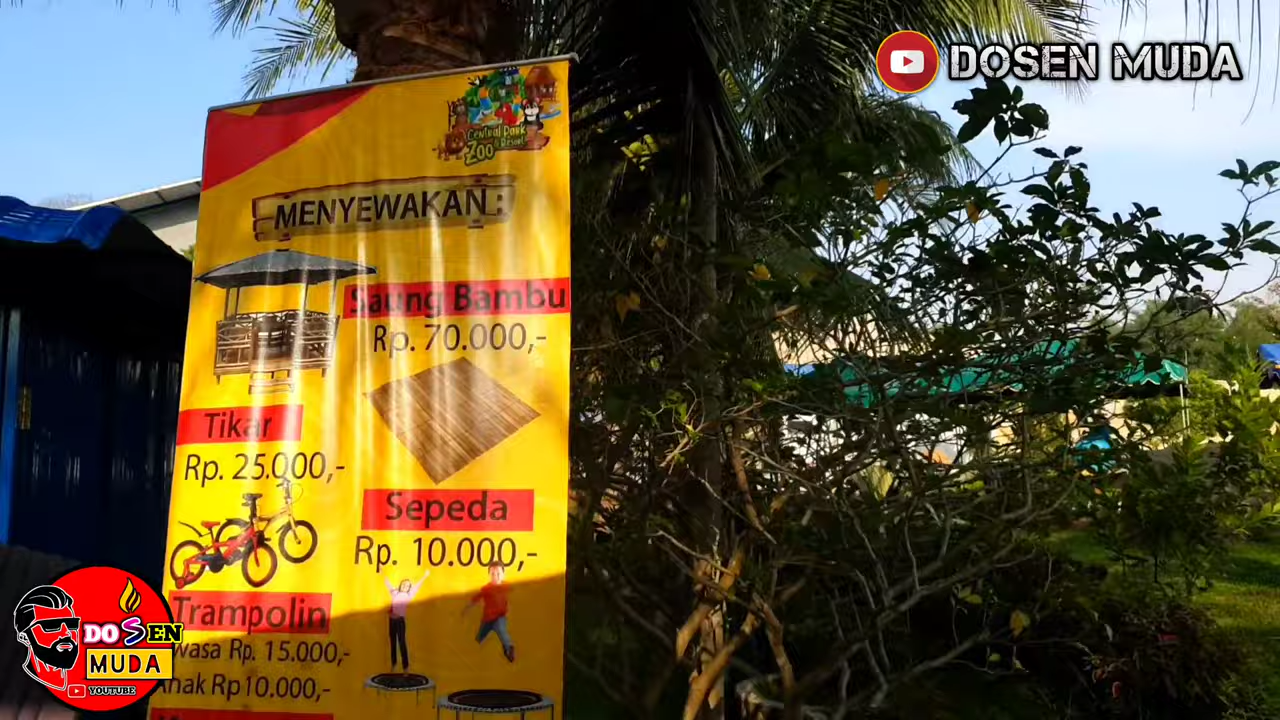 DOSEN MUDA
Central Park
Zoo & Resort
MENYEWAKAN :
Saung Bambu
Rp. 70.000,-
Tikar
Rp. 25.000,-
Sepeda
Rp. 10.000,-
Trampolin
wasa Rp. 15.000,-
Anak Rp10.000,-
DOSEN
MUDA
YOUTUBE